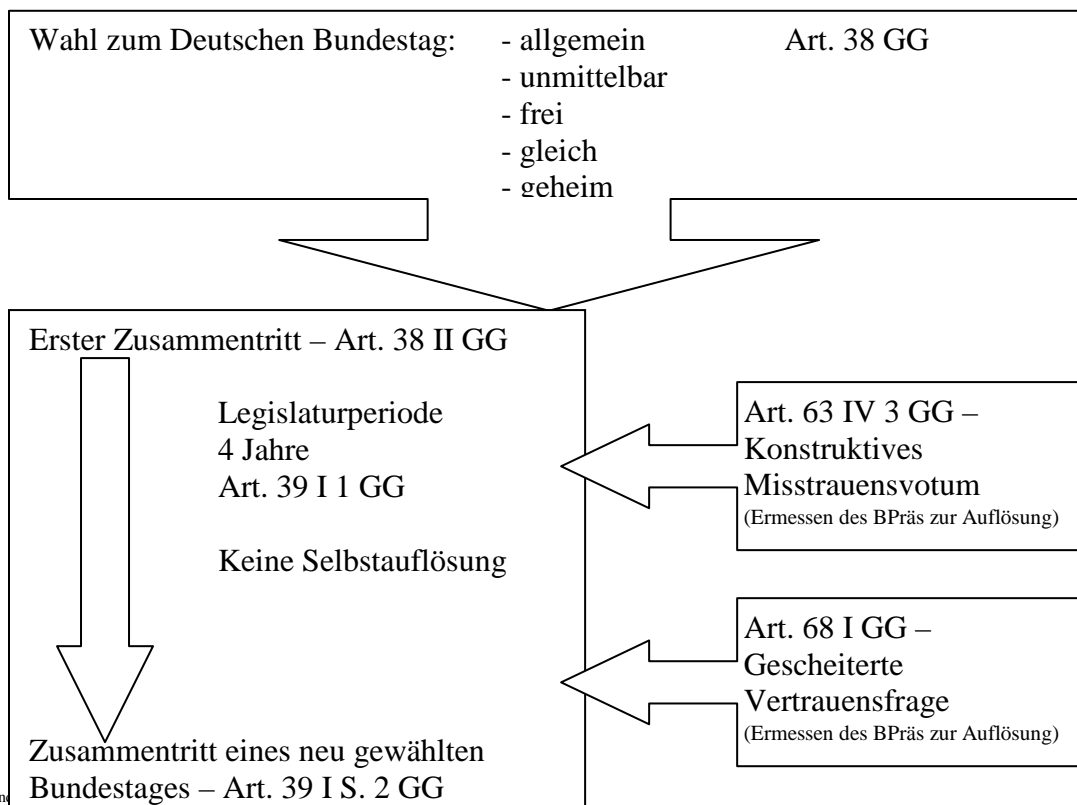 Wahl zum Deutschen Bundestag: - allgemein Art. 38 GG
- unmittelbar
- frei
- gleich
- geheim
Erster Zusammentritt – Art. 38 II GG
Legislaturperiode
4 Jahre
Art. 39 I 1 GG
Keine Selbstauflösung
Zusammentritt eines neu gewählten
Bundestages – Art. 39 I S. 2 GG
Art. 63 IV 3 GG –
Konstruktives
Misstrauensvotum
(Ermessen des BPräs zur Auflösung)
Art. 68 I GG –
Gescheiterte
Vertrauensfrage
(Ermessen des BPräs zur Auflösung)